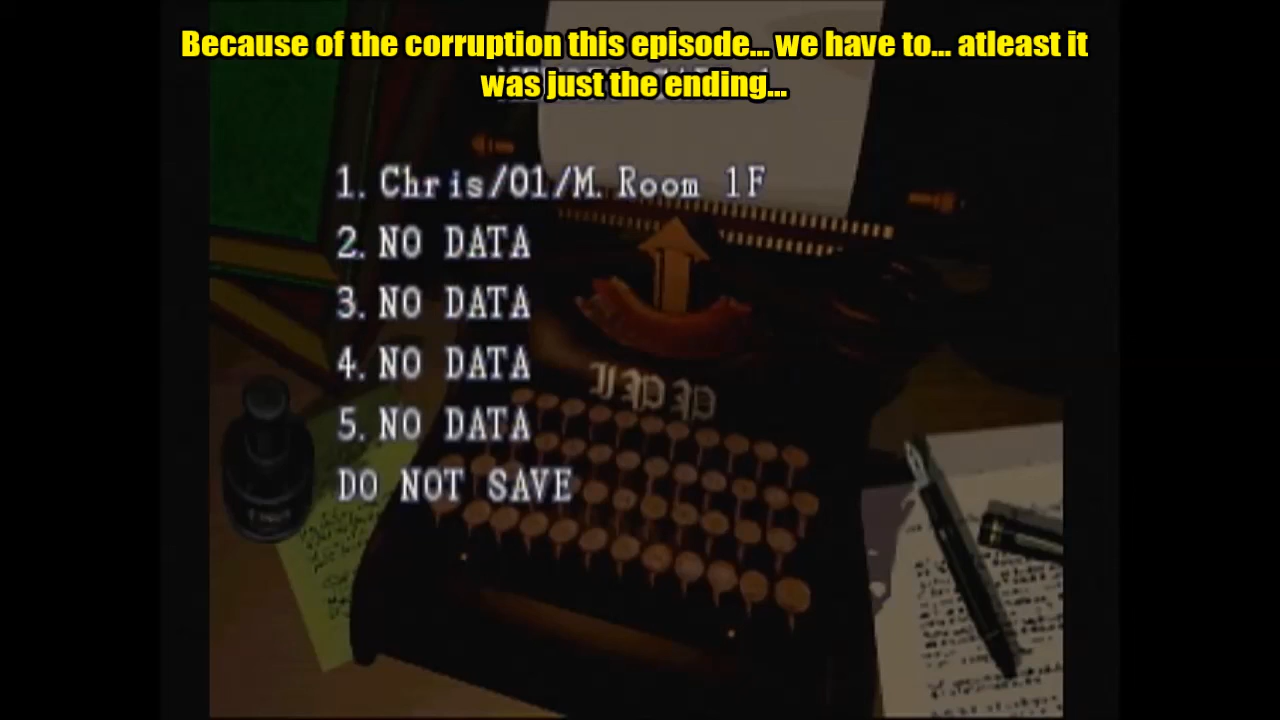 Because of the corruption this episode... we have to... atleast it
was just the ending...
1. Chris/01/M. Room 1F
2. NO DATA
3. NO DATA
4. NO DATA
5. NO DATA
DO NOT SAVE